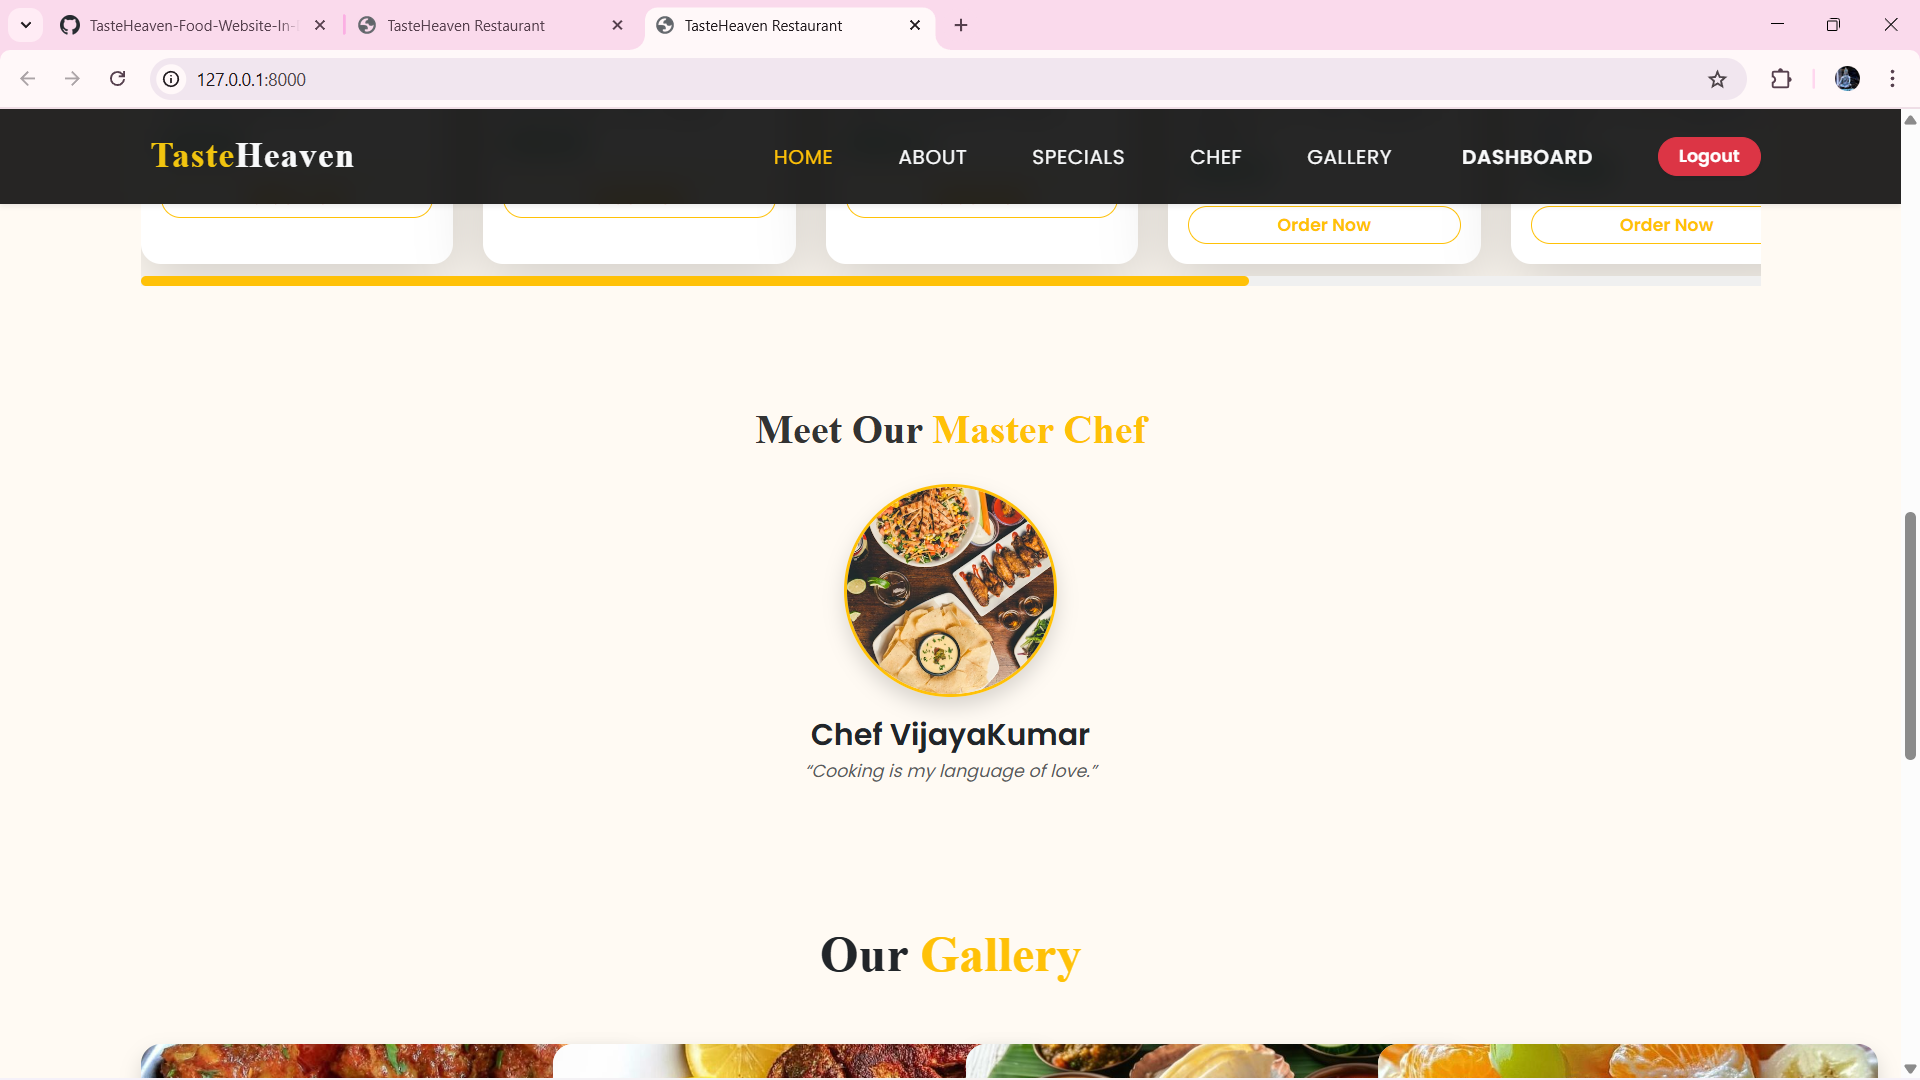 TasteHeaven-Food-Website-In-
TasteHeaven Restaurant
TasteHeaven Restaurant
127.0.0.1:8000
TasteHeaven
HOME
ABOUT
SPECIALS
CHEF
GALLERY
DASHBOARD
Logout
Order Now
Order Now
Meet Our Master Chef
Chef VijayaKumar
“Cooking is my language of love.”
Our Gallery